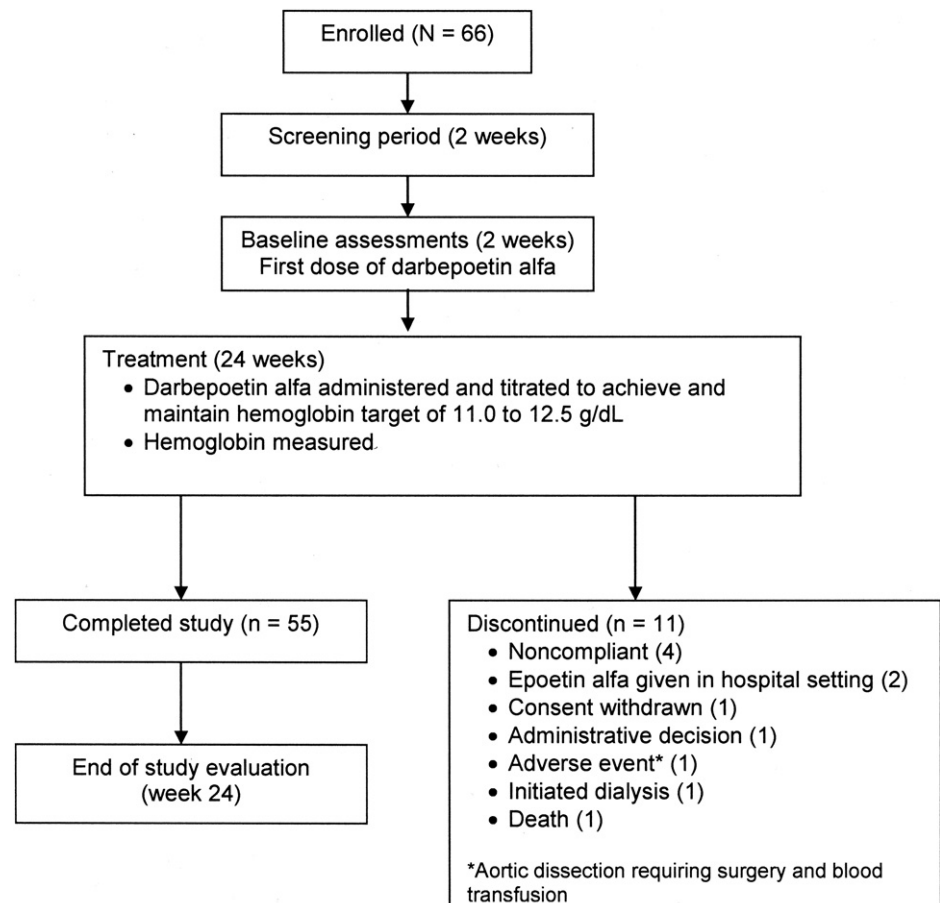 Enrolled (N = 66)
Screening period (2 weeks)
Baseline assessments (2 weeks)
First dose of darbepoetin alfa
Treatment (24 weeks)
• Darbepoetin alfa administered and titrated to achieve and
maintain hemoglobin target of 11.0 to 12.5 g/dL
• Hemoglobin measured
Completed study (n = 55)
End of study evaluation
(week 24)
Discontinued (n = 11)
• Noncompliant (4)
• Epoetin alfa given in hospital setting (2)
• Consent withdrawn (1)
• Administrative decision (1)
• Adverse event* (1)
• Initiated dialysis (1)
• Death (1)
*Aortic dissection requiring surgery and blood
transfusion